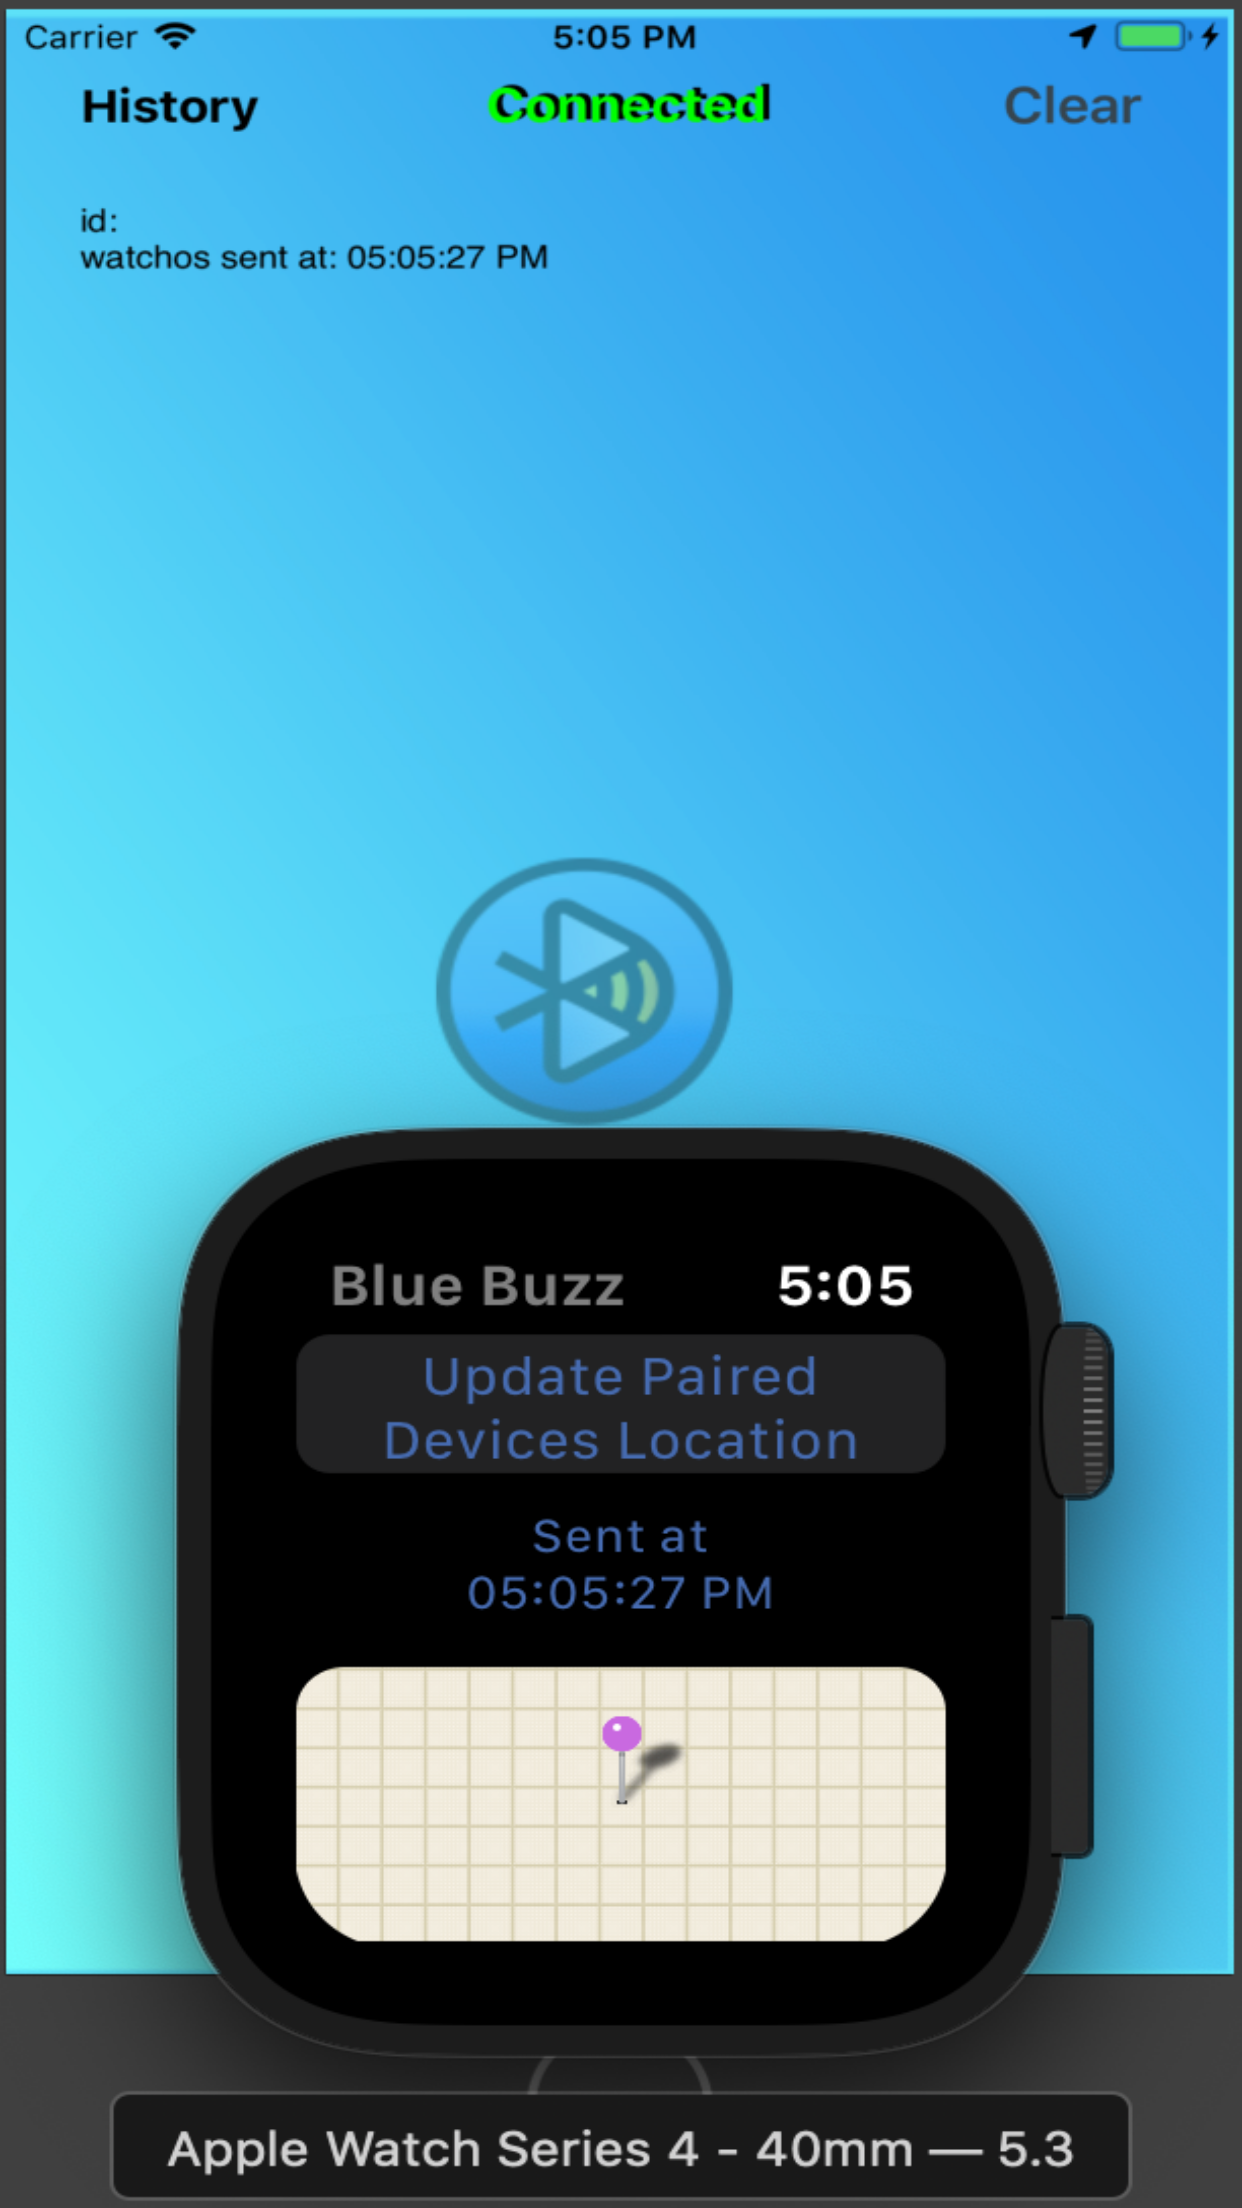 Carrier 5:05 PM
History Connected Clear
id:
watchos sent at: 05:05:27 PM
Blue Buzz 5:05
Update Paired
Devices Location
Sent at
05:05:27 PM
Apple Watch Series 4 - 40mm — 5.3